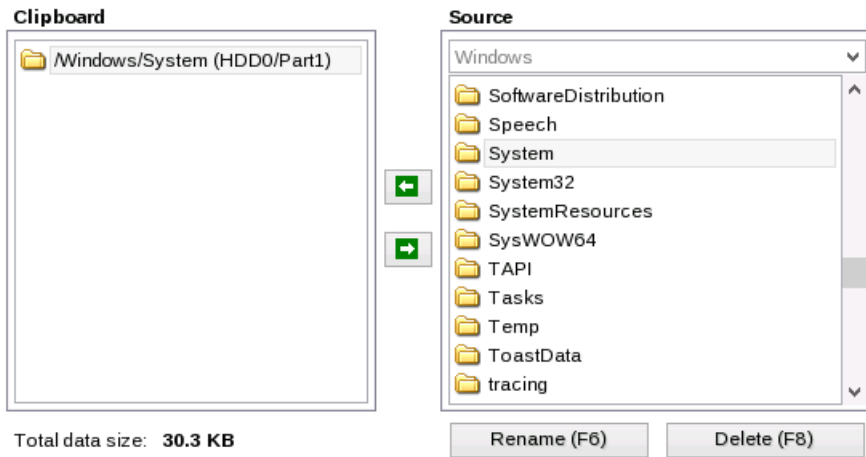 Clipboard
/Windows/System (HDD0/Part1)
Total data size: 30.3 KB
Source
Windows
SoftwareDistribution
Speech
System
System32
SystemResources
SysWOW64
TAPI
Tasks
Temp
ToastData
tracing
Rename (F6)
Delete (F8)